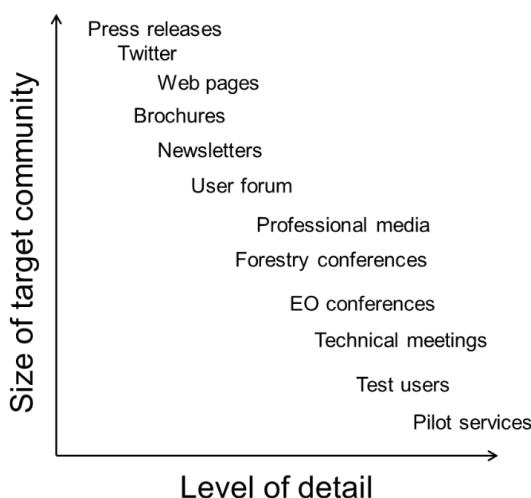 Press releases
Twitter
Web pages
Brochures
Newsletters
User forum
Professional media
Forestry conferences
EO conferences
Technical meetings
Test users
Pilot services
Size of target community
Level of detail